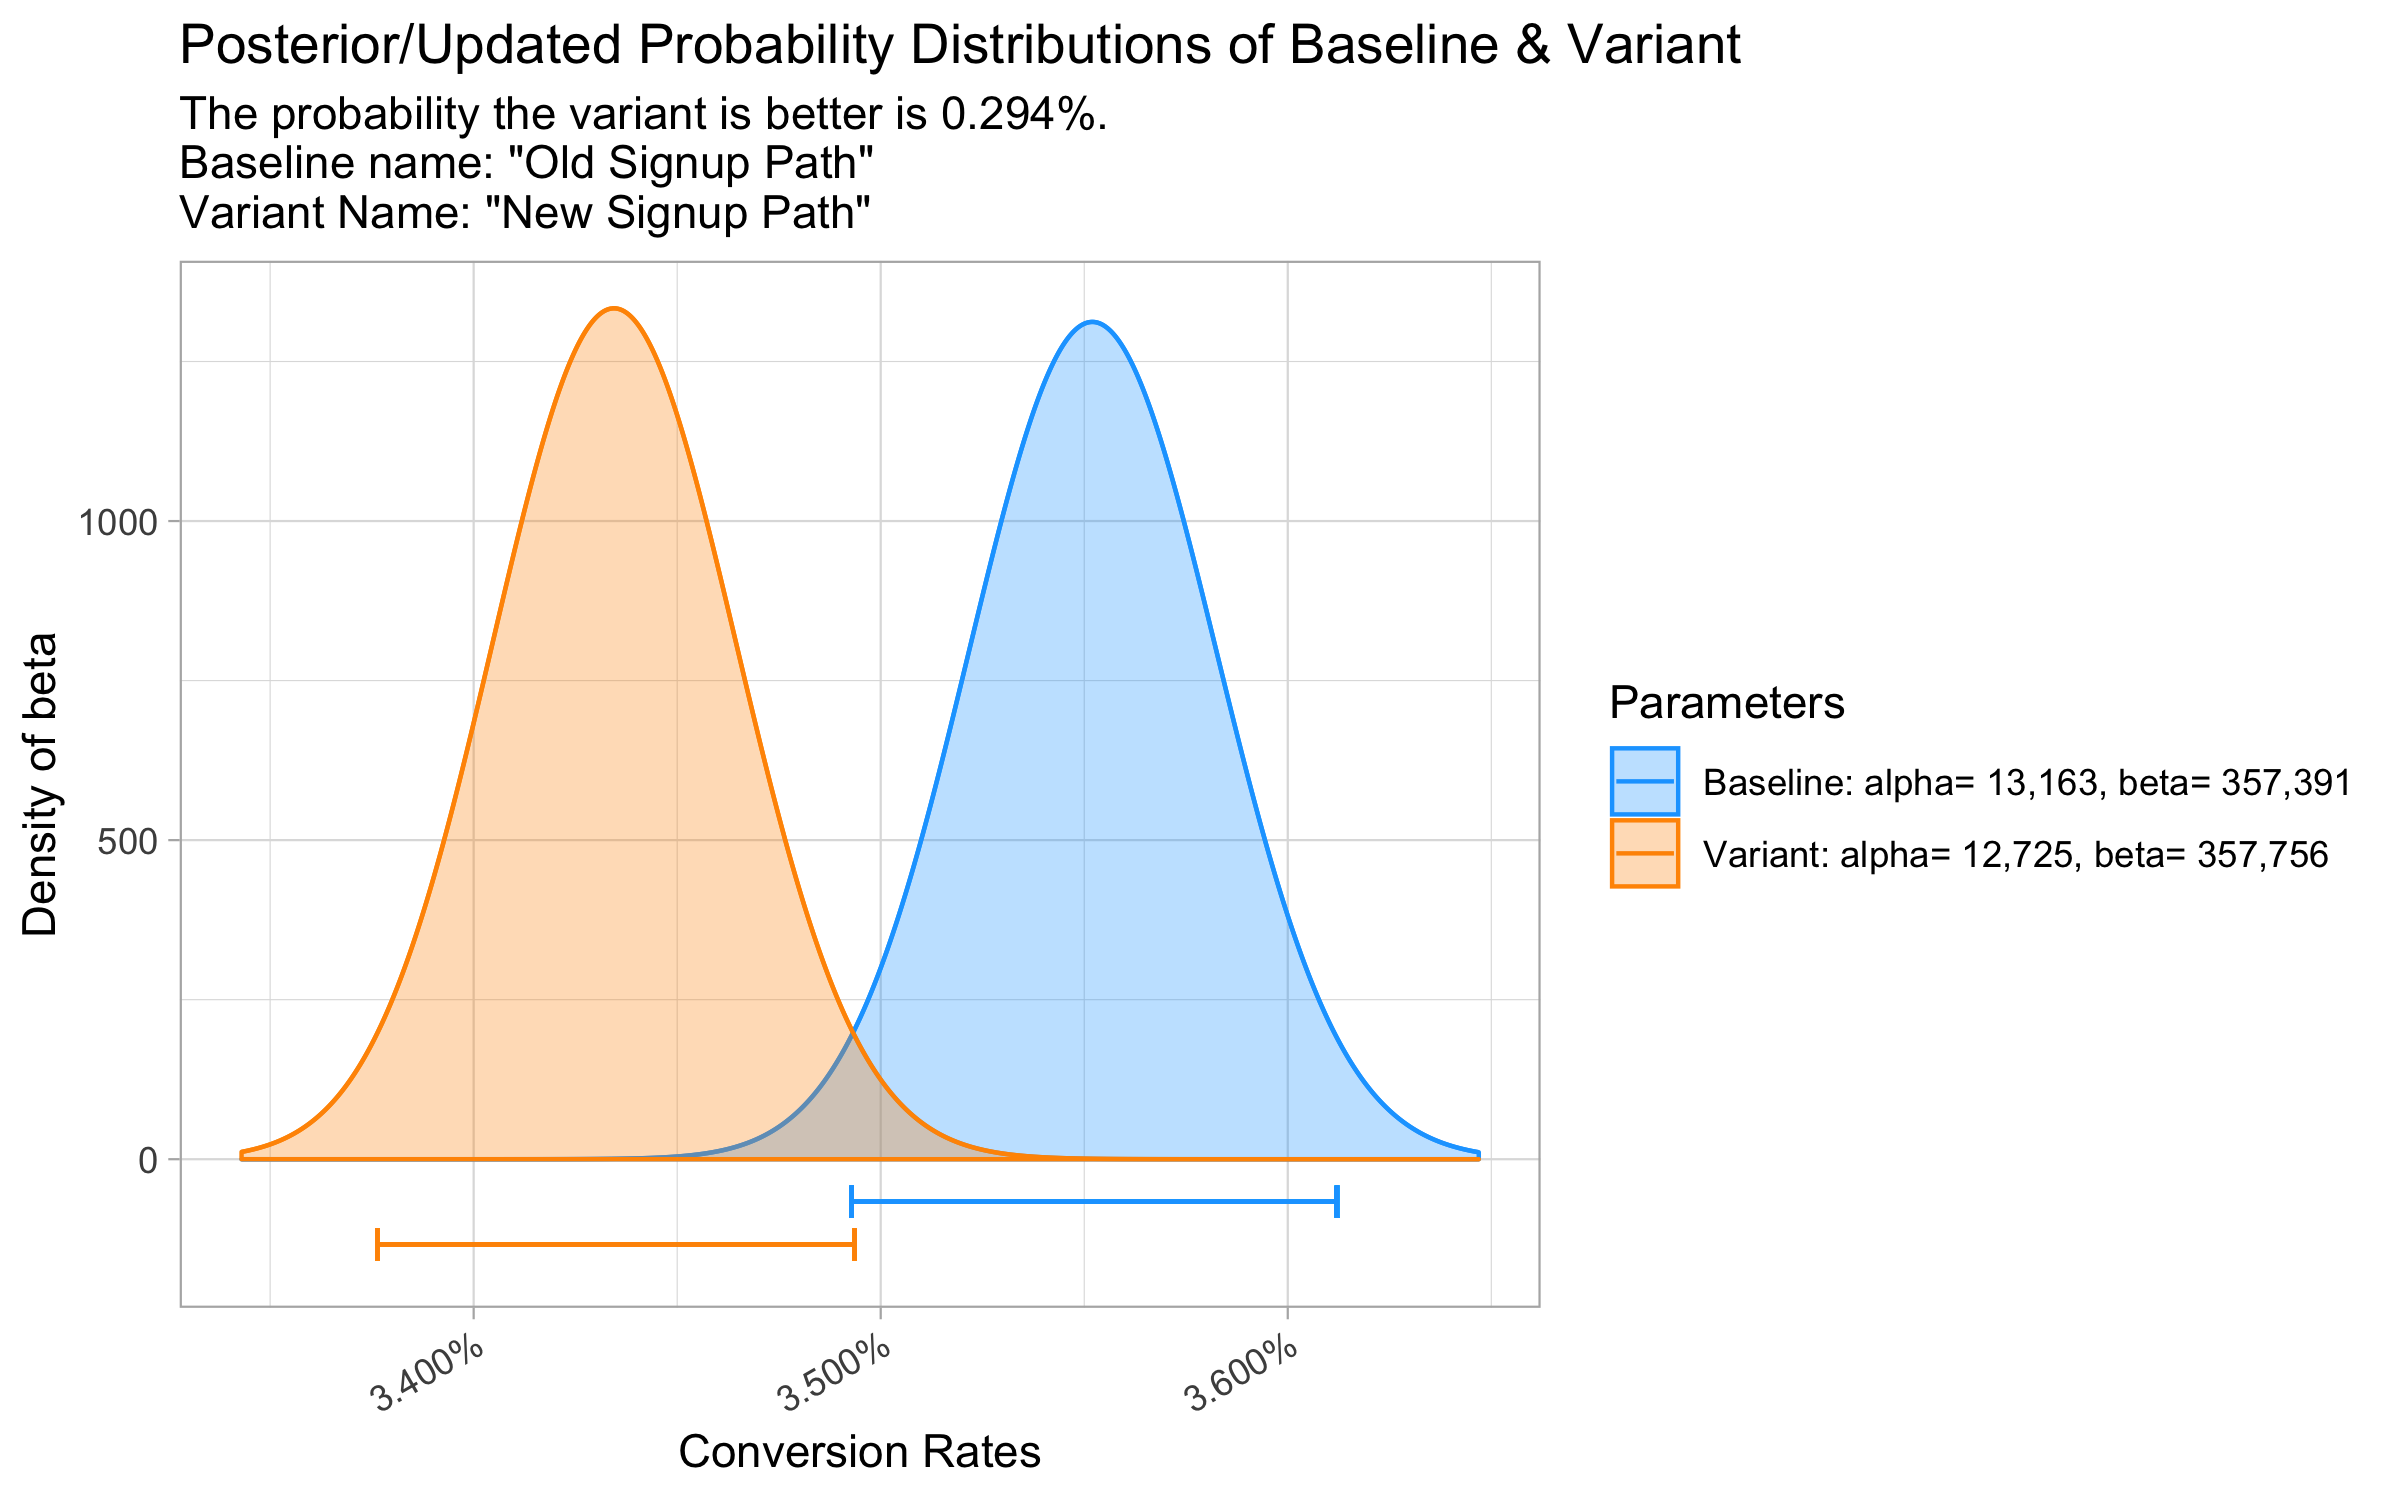 Posterior/Updated Probability Distributions of Baseline & Variant
The probability the variant is better is 0.294%.
Baseline name: "Old Signup Path"
Variant Name: "New Signup Path"
1000
500
0
Density of beta
3.400%
3.500%
3.600%
Conversion Rates
Parameters
Baseline: alpha= 13,163, beta= 357,391
Variant: alpha= 12,725, beta= 357,756